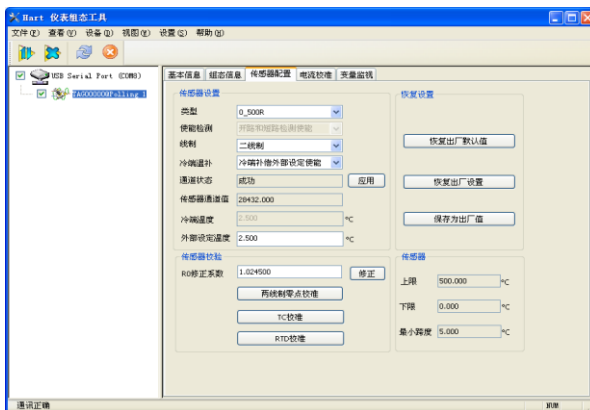 Hart 仪表组态工具
文件(F) 查看(V) 设备(D) 视图(W) 设置(S) 帮助(H)
USB Serial Port (COM8)
基本信息 组态信息 传感器配置 电流校准 变量监视
传感器设置
类型 0_500R
使能检测 开路和短路检测使能
线制 二线制
冷端温补 冷端补偿外部设定使能
通道状态 成功 应用
传感器通道值 28432.000
冷端温度 2.500 °C
外部设定温度 2.500 °C
传感器校验
R0修正系数 1.024500 修正
两线制零点校准
TC校准
RTD校准
恢复设置
恢复出厂默认值
恢复出厂设置
保存为出厂值
传感器
上限 500.000 °C
下限 0.000 °C
最小跨度 5.000 °C
通讯正确 NUM